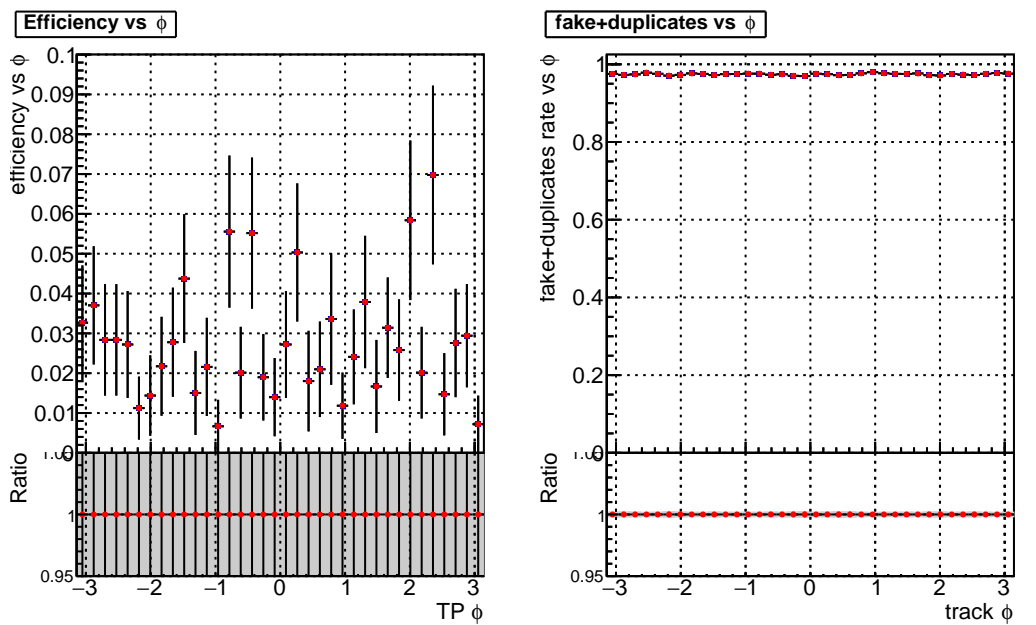 Efficiency vs ϕ
efficiency vs ϕ
0.1
0.09
0.08
0.07
0.06
0.05
0.04
0.03
0.02
0.01
0
Ratio
1
0.95
−3 −2 −1 0 1 2 3
TP ϕ
fake+duplicates vs ϕ
fake+duplicates rate vs ϕ
1
0.8
0.6
0.4
0.2
0
Ratio
1
0.95
−3 −2 −1 0 1 2 3
track ϕ